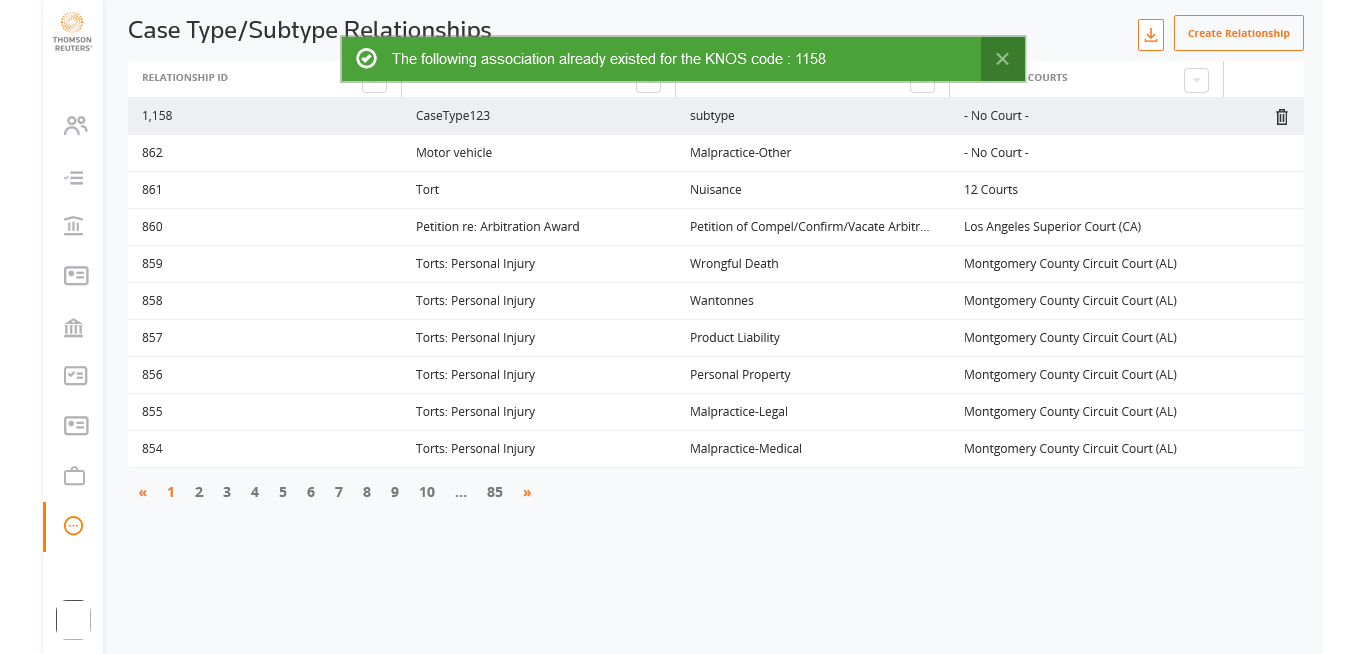 THOMSON
REUTERS®
Case Type/Subtype Relationships
Create Relationship
The following association already existed for the KNOS code : 1158
RELATIONSHIP ID COURTS
1,158 CaseType123 subtype - No Court -
862 Motor vehicle Malpractice-Other - No Court -
861 Tort Nuisance 12 Courts
860 Petition re: Arbitration Award Petition of Compel/Confirm/Vacate Arbitr... Los Angeles Superior Court (CA)
859 Torts: Personal Injury Wrongful Death Montgomery County Circuit Court (AL)
858 Torts: Personal Injury Wantonnes Montgomery County Circuit Court (AL)
857 Torts: Personal Injury Product Liability Montgomery County Circuit Court (AL)
856 Torts: Personal Injury Personal Property Montgomery County Circuit Court (AL)
855 Torts: Personal Injury Malpractice-Legal Montgomery County Circuit Court (AL)
854 Torts: Personal Injury Malpractice-Medical Montgomery County Circuit Court (AL)
« 1 2 3 4 5 6 7 8 9 10 ... 85 »